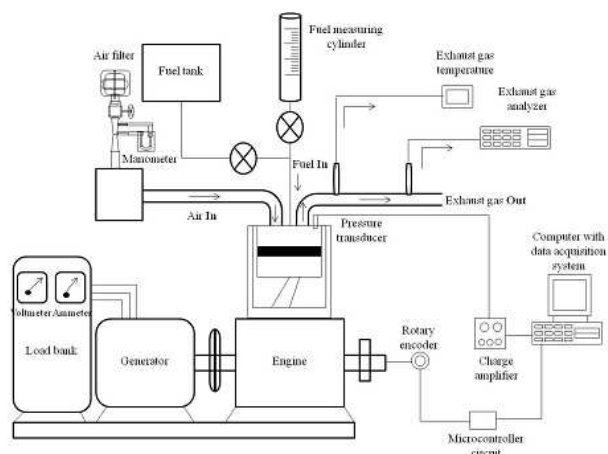 Fuel measuring
cylinder
Air filter
Fuel tank
Exhaust gas
temperature
Exhaust gas
analyzer
Manometer
Fuel In
Air In
Exhaust gas Out
Pressure
transducer
Computer with
data acquisition
system
Voltmeter
Ammeter
Load bank
Generator
Engine
Rotary
encoder
Charge
amplifier
Microcontroller
circuit